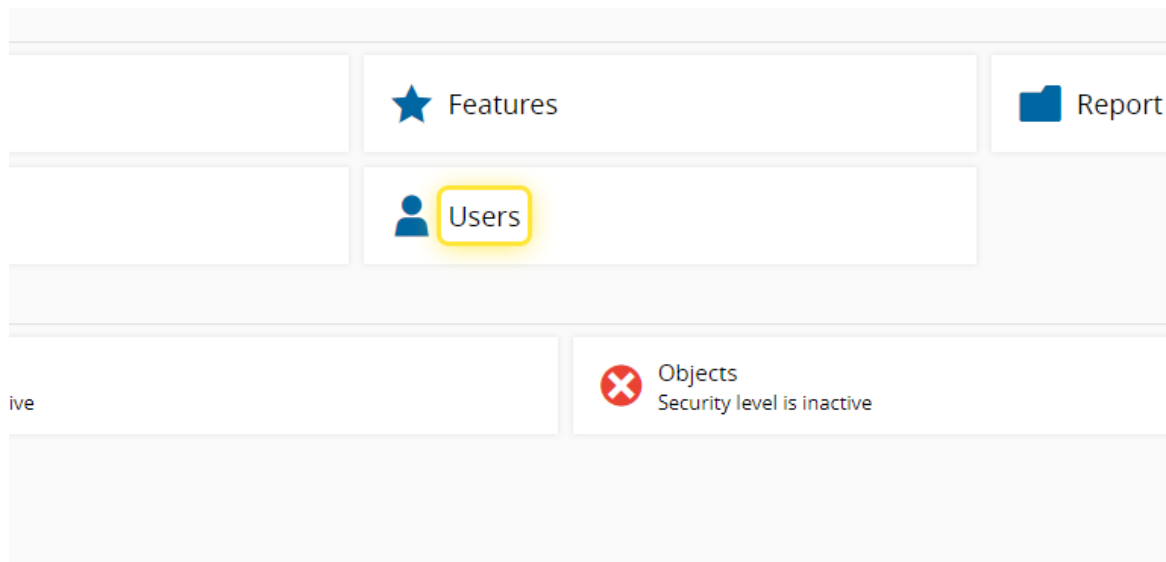 Features
Report
Users
ive
Objects
Security level is inactive